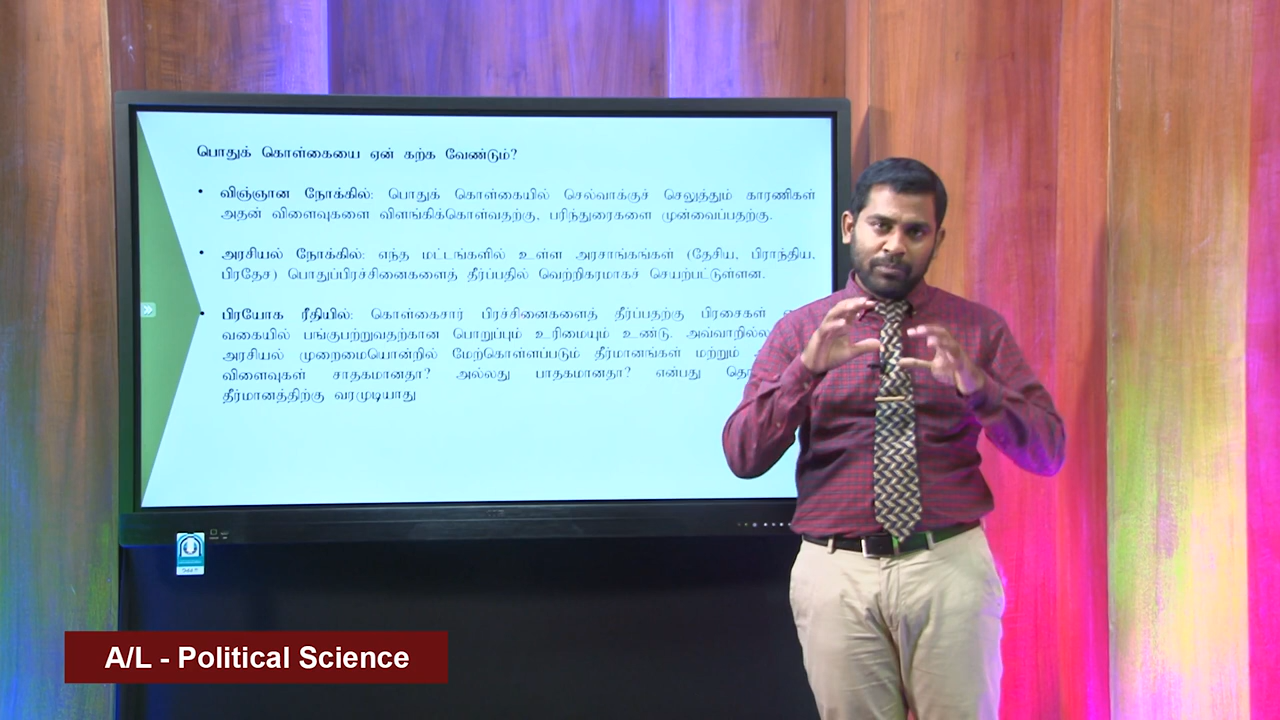 பொதுக் கொள்கையை ஏன் கற்க வேண்டும்?
• விஞ்ஞான நோக்கில்: பொதுக் கொள்கையில் செல்வாக்குச் செலுத்தும் காரணிகள்
அதன் விளைவுகளை விளங்கிக்கொள்வதற்கு, பரிந்துரைகளை முன்வைப்பதற்கு.
• அரசியல் நோக்கில்: எந்த மட்டங்களில் உள்ள அரசாங்கங்கள் (தேசிய, பிராந்திய,
பிரதேச) பொதுப்பிரச்சினைகளைத் தீர்ப்பதில் வெற்றிகரமாகச் செயற்பட்டுள்ளன.
• பிரயோக ரீதியில்: கொள்கைசார் பிரச்சினைகளைத் தீர்ப்பதற்கு பிரசைகள்
வகையில் பங்குபற்றுவதற்கான பொறுப்பும் உரிமையும் உண்டு. 
அரசியல் முறைமையொன்றில் மேற்கொள்ளப்படும் தீர்மானங்கள் மற்றும்
விளைவுகள் சாதகமானதா? அல்லது பாதகமானதா? என்பது
தீர்மானத்திற்கு வரமுடியாது
A/L - Political Science